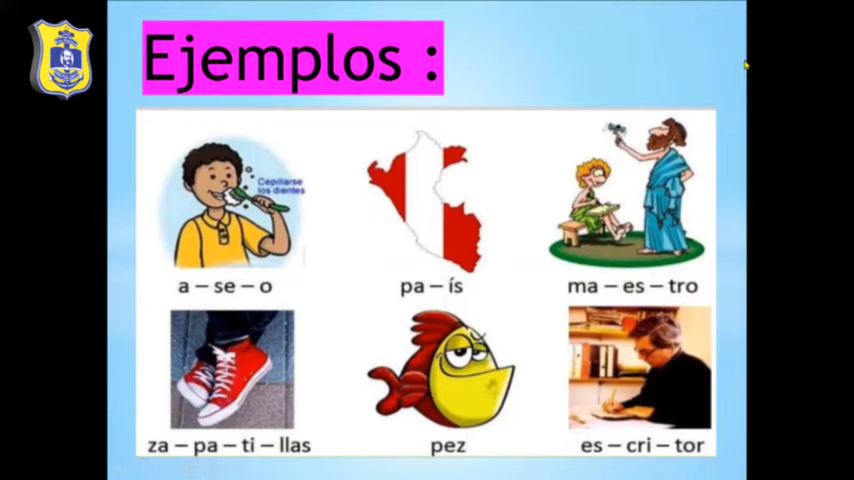 Ejemplos :
Cepillarse
los dientes
a – se – o
pa – ís
ma – es – tro
za – pa – ti – llas
pez
es – cri – tor